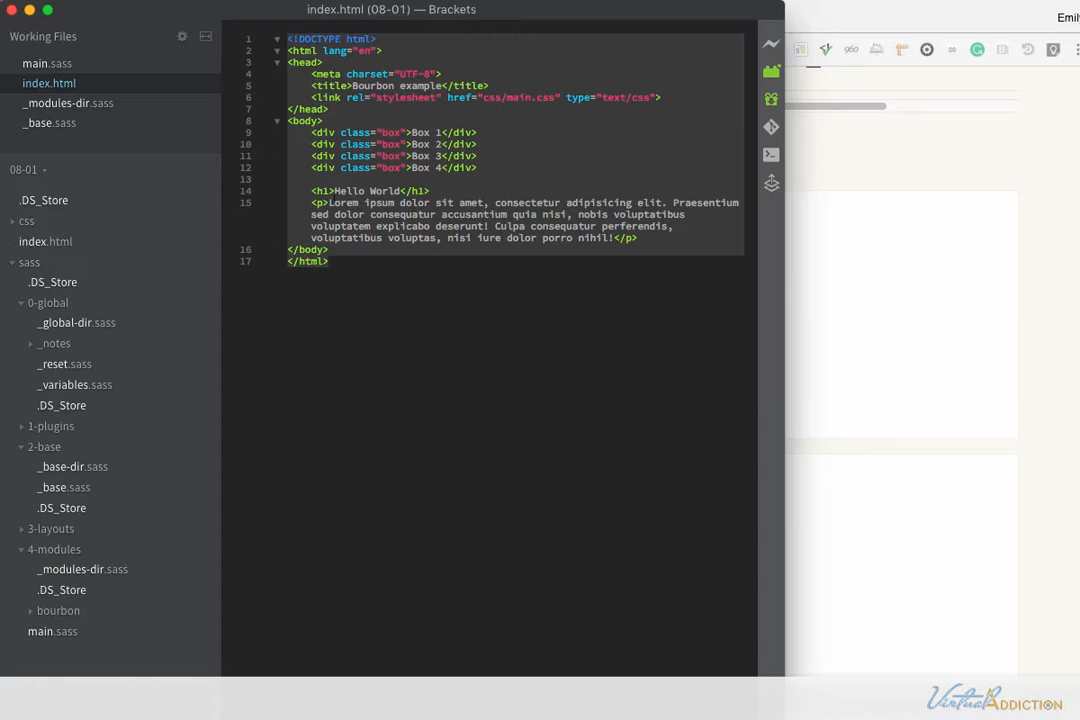 index.html (08-01) — Brackets
Emily
Working Files
main.sass
index.html
_modules-dir.sass
_base.sass
08-01
.DS_Store
css
index.html
sass
.DS_Store
0-global
_global-dir.sass
_notes
_reset.sass
_variables.sass
.DS_Store
1-plugins
2-base
_base-dir.sass
_base.sass
.DS_Store
3-layouts
4-modules
_modules-dir.sass
.DS_Store
bourbon
main.sass
1 <!DOCTYPE html>
2 <html lang="en">
3 <head>
4 <meta charset="UTF-8">
5 <title>Bourbon example</title>
6 <link rel="stylesheet" href="css/main.css" type="text/css">
7 </head>
8 <body>
9 <div class="box">Box 1</div>
10 <div class="box">Box 2</div>
11 <div class="box">Box 3</div>
12 <div class="box">Box 4</div>
13
14 <h1>Hello World</h1>
15 <p>Lorem ipsum dolor sit amet, consectetur adipisicing elit. Praesentium
sed dolor consequatur accusantium quia nisi, nobis voluptatibus
voluptatem explicabo deserunt! Culpa consequatur perferendis,
voluptatibus voluptas, nisi iure dolor porro nihil!</p>
16 </body>
17 </html>
960
Virtual ADDICTION